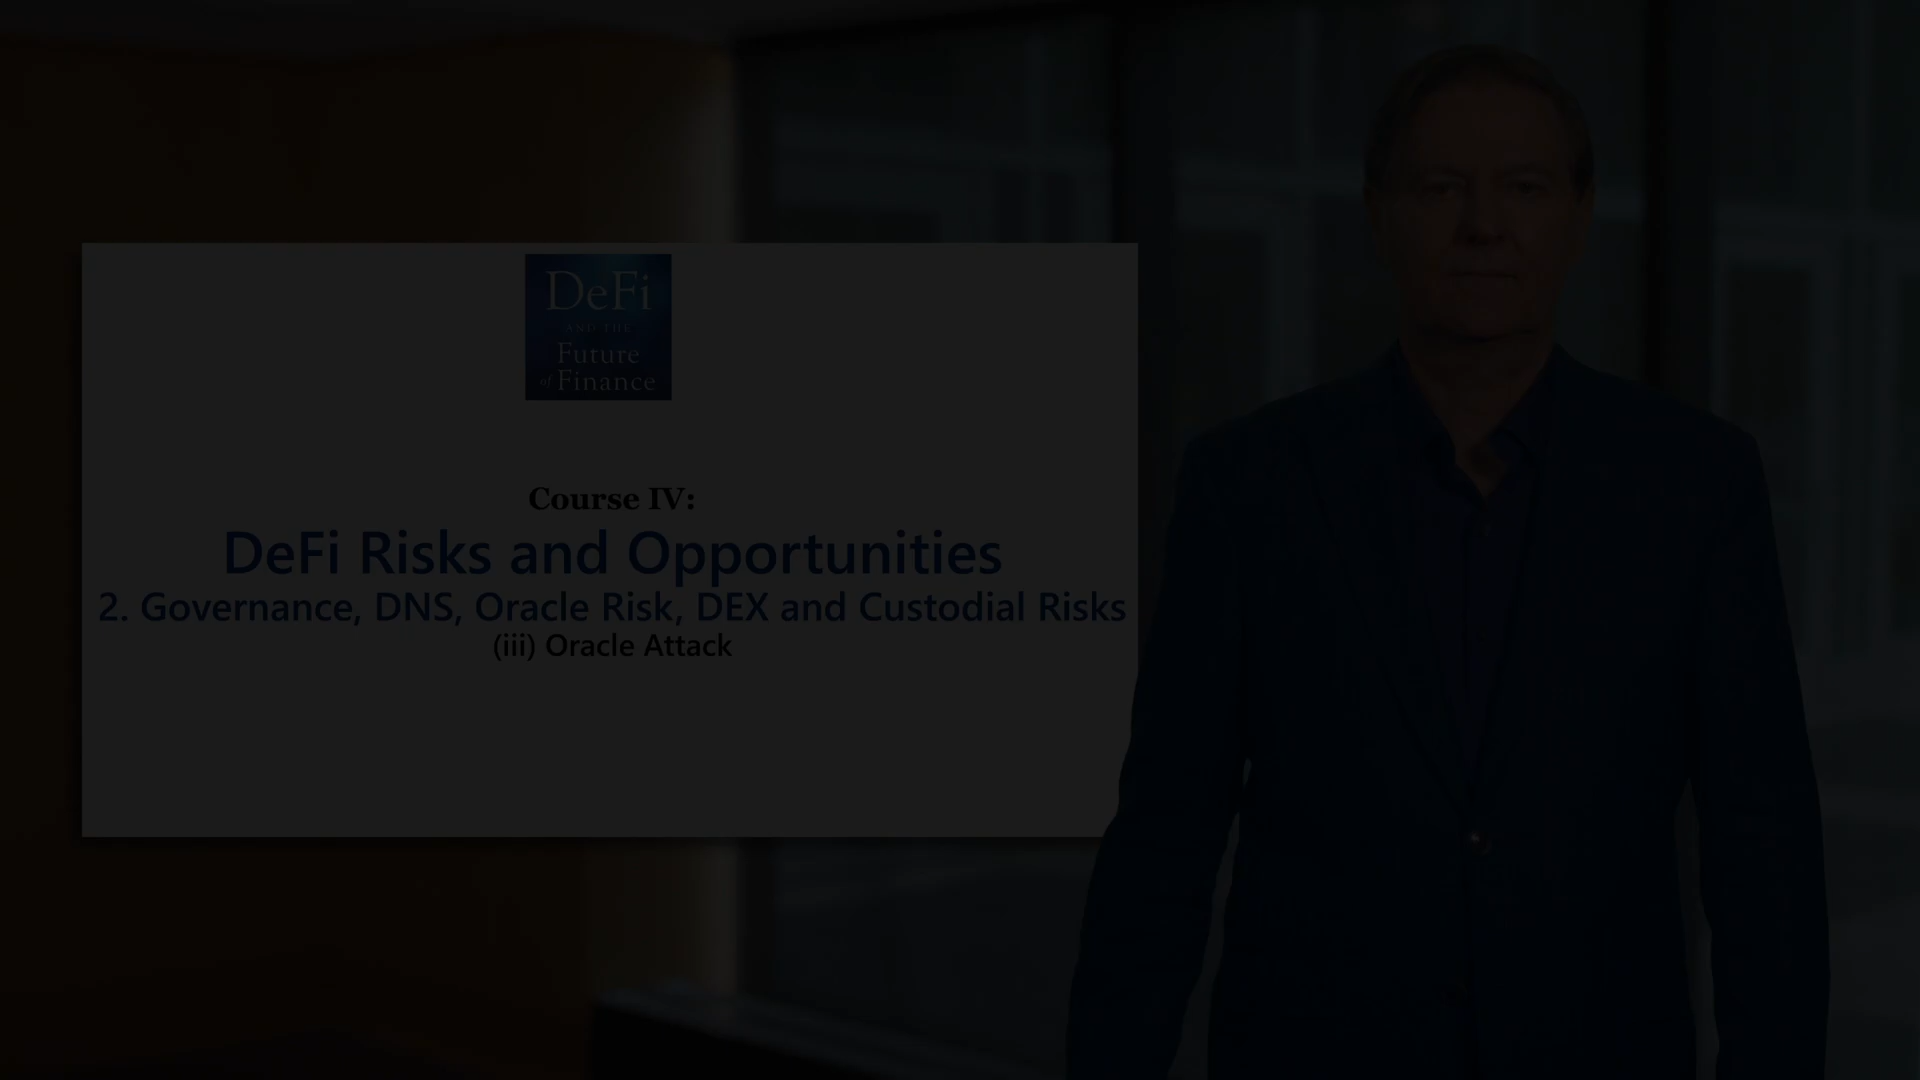 DeFi
AND THE
Future
of Finance
Course IV:
DeFi Risks and Opportunities
2. Governance, DNS, Oracle Risk, DEX and Custodial Risks
(iii) Oracle Attack